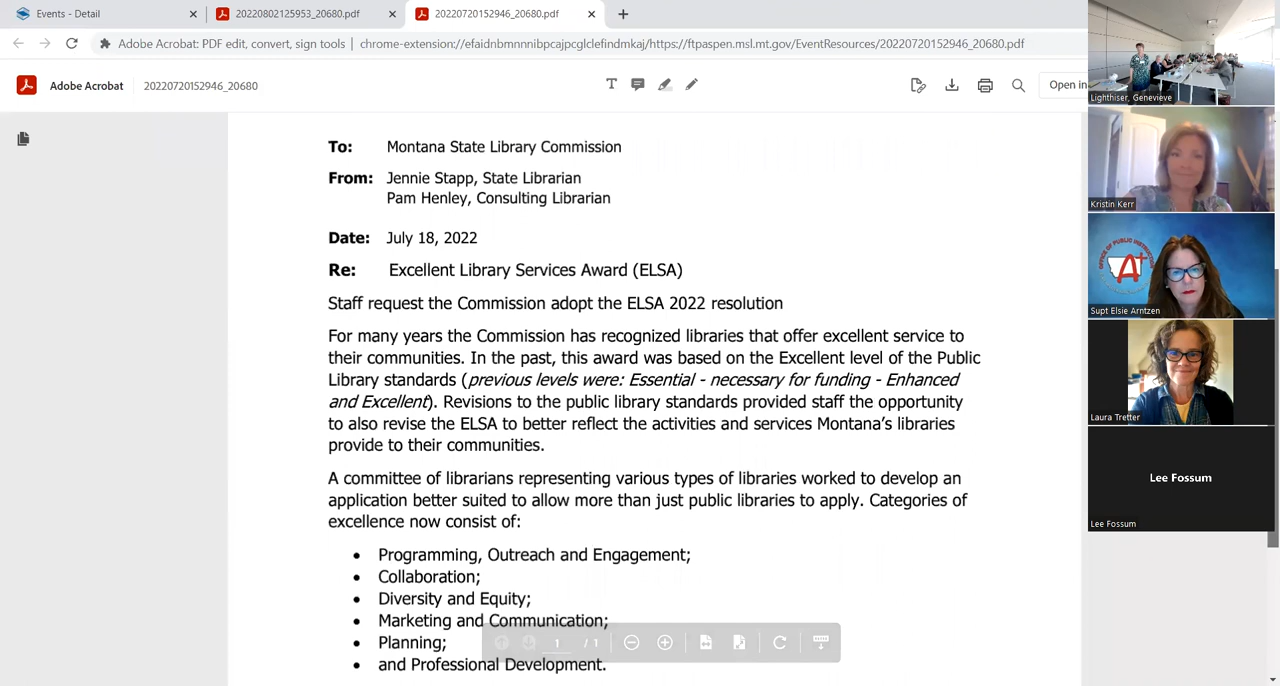 Events - Detail
20220802125953_20680.pdf
20220720152946_20680.pdf
Adobe Acrobat: PDF edit, convert, sign tools | chrome-extension://efaidnbmnnnibpcajpcglclefindmkaj/https://ftpaspen.msl.mt.gov/EventResources/20220720152946_20680.pdf
Adobe Acrobat
20220720152946_20680
Open in
To: Montana State Library Commission
From: Jennie Stapp, State Librarian
Pam Henley, Consulting Librarian
Date: July 18, 2022
Re: Excellent Library Services Award (ELSA)
Staff request the Commission adopt the ELSA 2022 resolution
For many years the Commission has recognized libraries that offer excellent service to
their communities. In the past, this award was based on the Excellent level of the Public
Library standards (previous levels were: Essential - necessary for funding - Enhanced
and Excellent). Revisions to the public library standards provided staff the opportunity
to also revise the ELSA to better reflect the activities and services Montana's libraries
provide to their communities.
A committee of librarians representing various types of libraries worked to develop an
application better suited to allow more than just public libraries to apply. Categories of
excellence now consist of:
• Programming, Outreach and Engagement;
• Collaboration;
• Diversity and Equity;
• Marketing and Communication;
• Planning;
• and Professional Development.
1 / 1
Lighthiser, Genevieve
Kristin Kerr
OFFICE OF PUBLIC INSTRUCTION
A+
Supt Elsie Arntzen
Laura Tretter
Lee Fossum
Lee Fossum